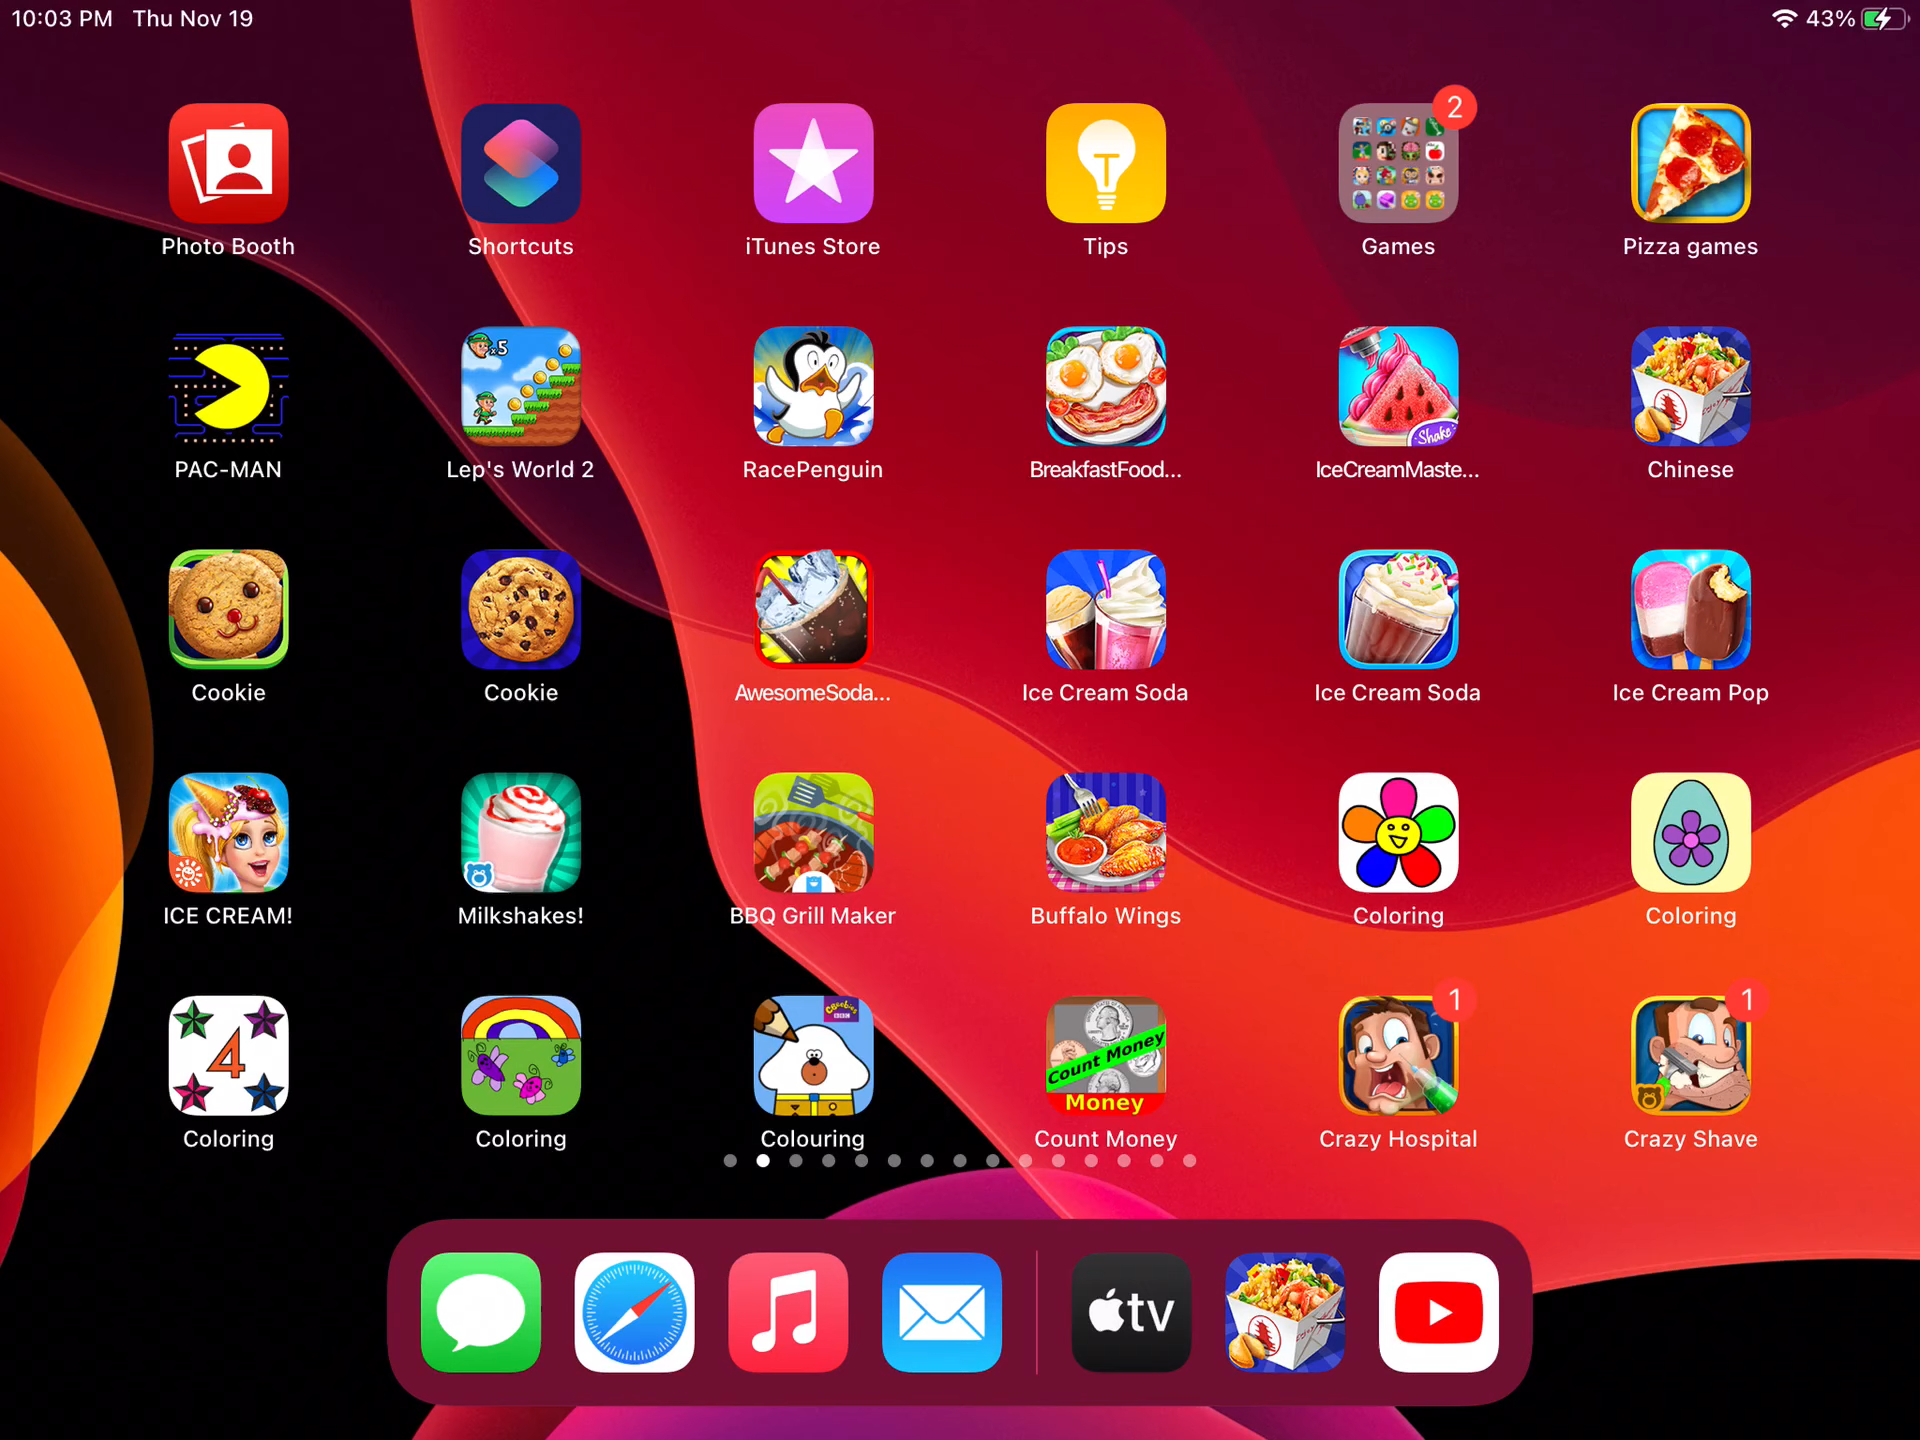 10:03 PM Thu Nov 19
43%
2
Photo Booth
Shortcuts
iTunes Store
Tips
Games
Pizza games
x5
Shake
PAC-MAN
Lep's World 2
RacePenguin
BreakfastFood...
IceCreamMaste...
Chinese
Cookie
Cookie
AwesomeSoda...
Ice Cream Soda
Ice Cream Soda
Ice Cream Pop
ICE CREAM!
Milkshakes!
BBQ Grill Maker
Buffalo Wings
Coloring
Coloring
4
CBeebies
BBC
Count Money
Money
1
1
Coloring
Coloring
Colouring
Count Money
Crazy Hospital
Crazy Shave
tv